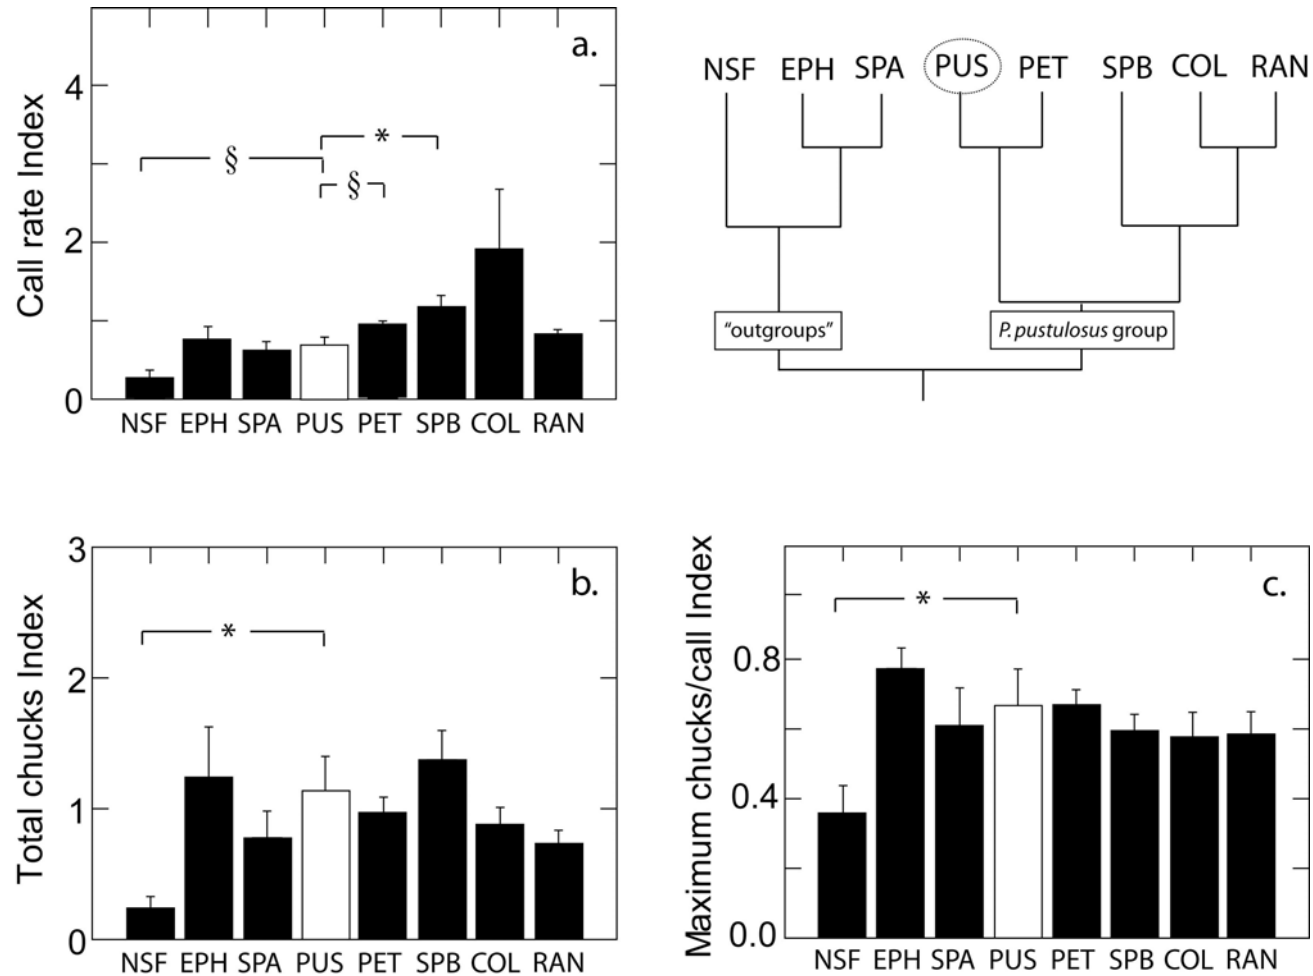 a.
Call rate Index
4
2
0
*
§
§
NSF EPH SPA PUS PET SPB COL RAN
NSF EPH SPA PUS PET SPB COL RAN
"outgroups"
P. pustulosus group
b.
Total chucks Index
3
2
1
0
*
NSF EPH SPA PUS PET SPB COL RAN
c.
Maximum chucks/call Index
0.8
0.4
0.0
*
NSF EPH SPA PUS PET SPB COL RAN